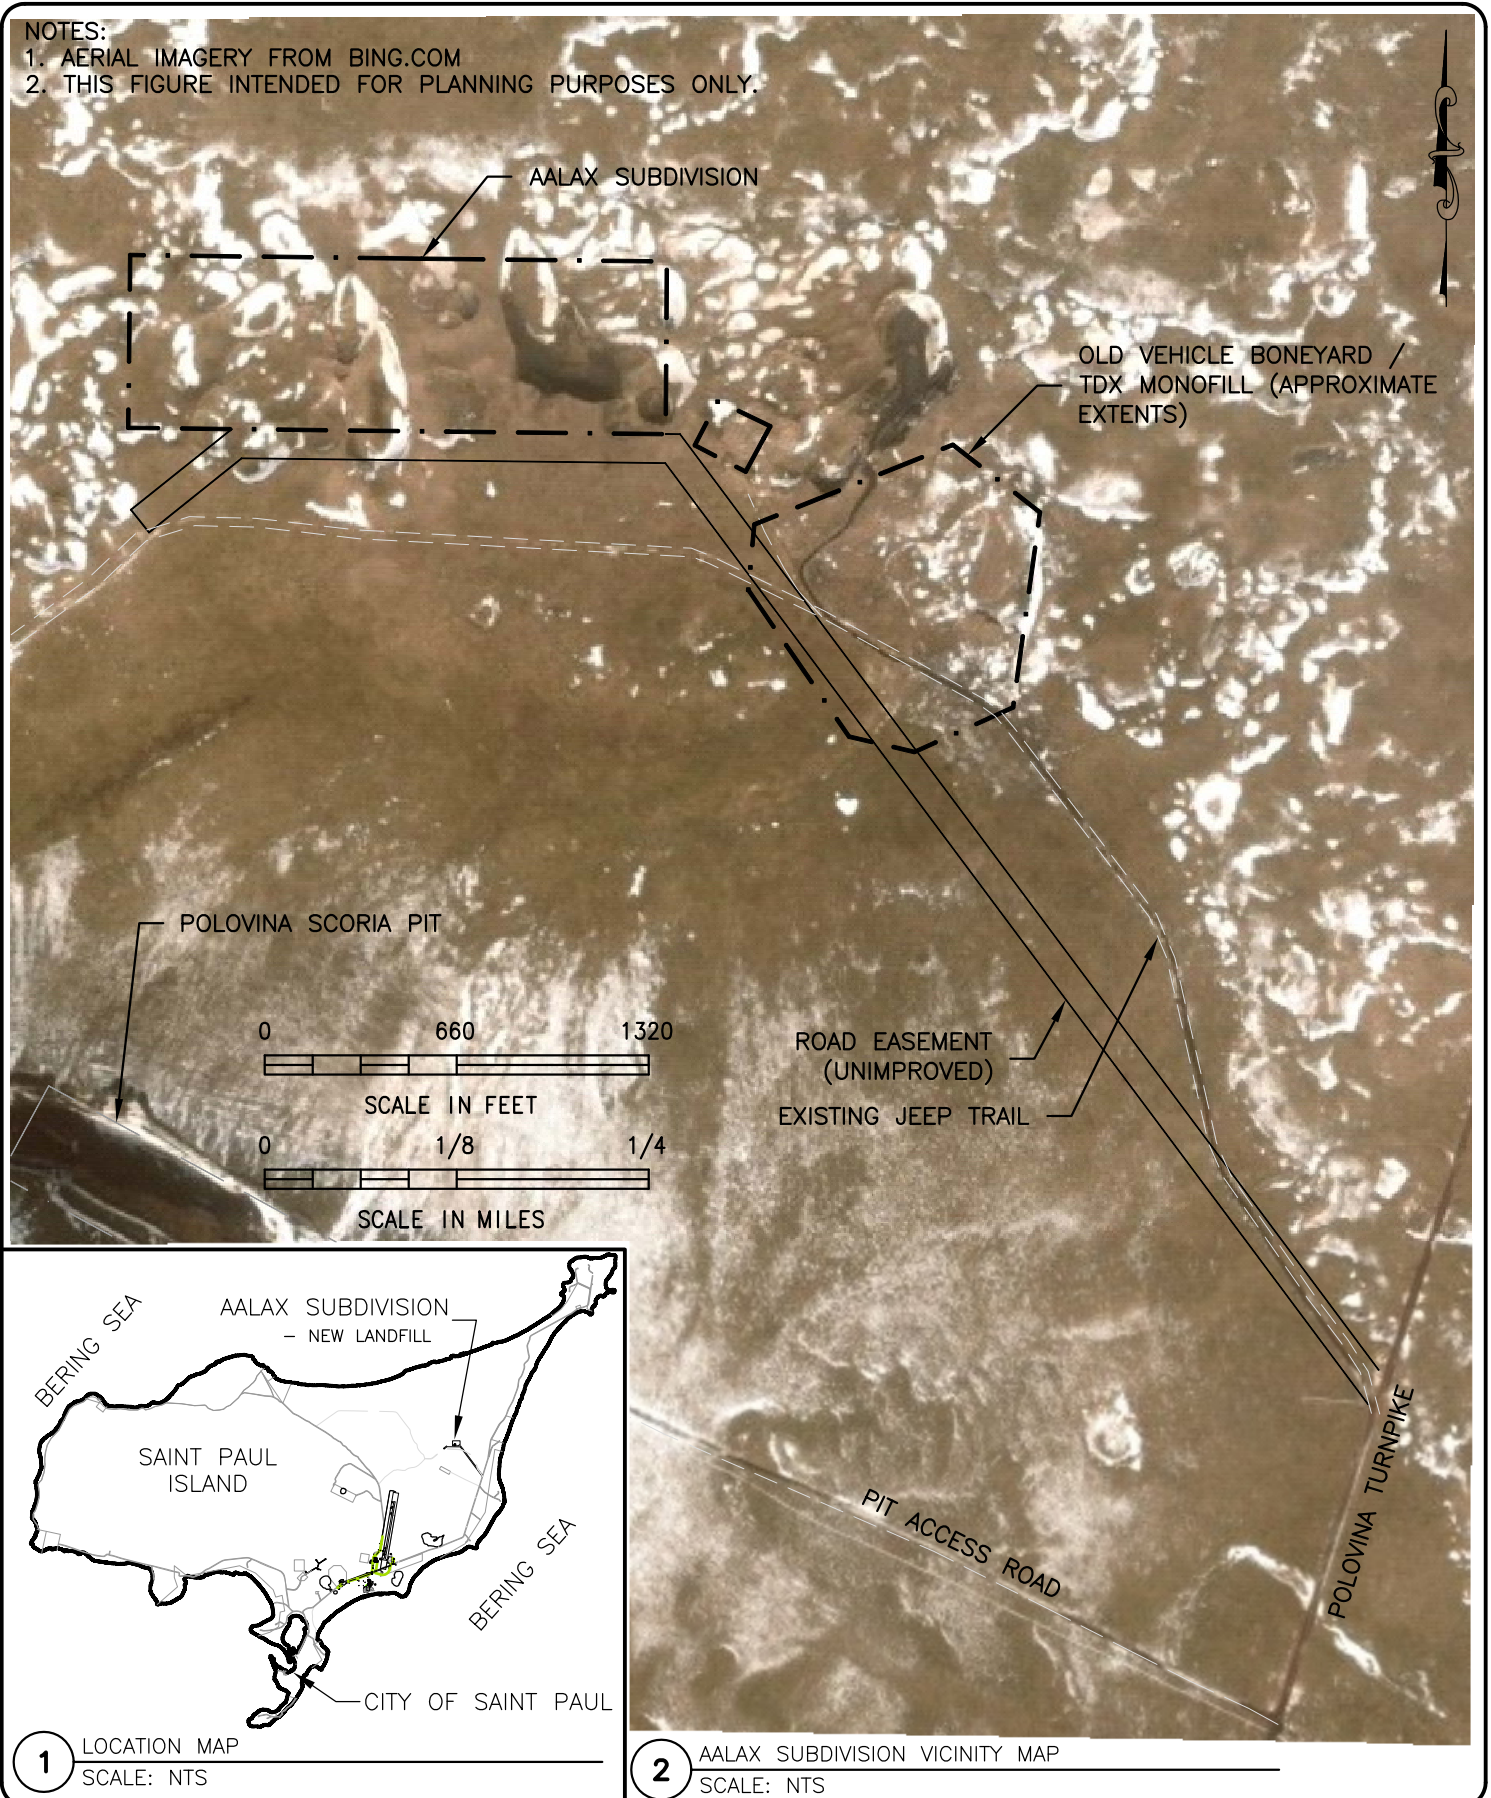 NOTES:
1. AERIAL IMAGERY FROM BING.COM
2. THIS FIGURE INTENDED FOR PLANNING PURPOSES ONLY.
AALAX SUBDIVISION
OLD VEHICLE BONEYARD /
TDX MONOFILL (APPROXIMATE
EXTENTS)
POLOVINA SCORIA PIT
0 660 1320
SCALE IN FEET
0 1/8 1/4
SCALE IN MILES
ROAD EASEMENT
(UNIMPROVED)
EXISTING JEEP TRAIL
POLOVINA TURNPIKE
PIT ACCESS ROAD
AALAX SUBDIVISION
- NEW LANDFILL
BERING SEA
SAINT PAUL
ISLAND
BERING SEA
CITY OF SAINT PAUL
1 LOCATION MAP
SCALE: NTS
2 AALAX SUBDIVISION VICINITY MAP
SCALE: NTS